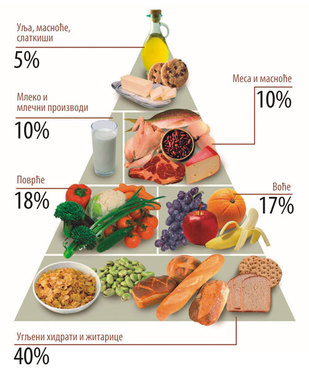 Уља, масноће,
слаткиши
5%
Меса и масноће
10%
Млеко и
млечни производи
10%
Поврће
18%
Воће
17%
Угљени хидрати и житарице
40%